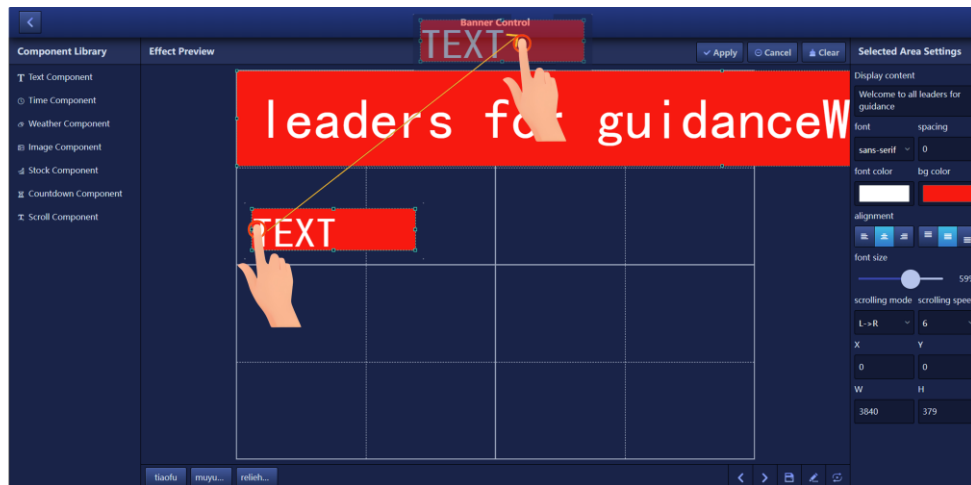 Banner Control
Component Library
Effect Preview
TEXT
Apply
Cancel
Clear
Selected Area Settings
Text Component
Time Component
Weather Component
Image Component
Stock Component
Countdown Component
Scroll Component
leaders for guidanceW
TEXT
Display content
Welcome to all leaders for
guidance
font spacing
sans-serif 0
font color bg color
alignment
font size
59%
scrolling mode scrolling spee
L->R 6
X Y
0 0
W H
3840 379
tiaofu muyu... relieh...